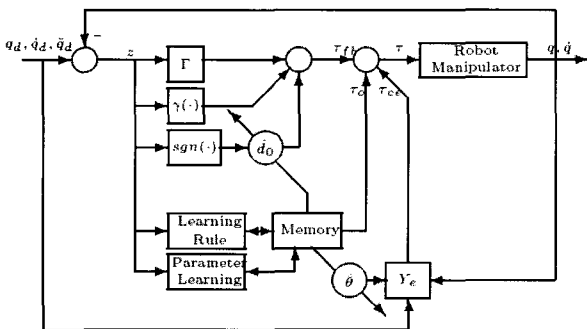 q_d, q̇_d, q̈_d
−
z
Γ
τ_fb
τ
Robot
Manipulator
q, q̇
γ(·)
τ_o
τ_ce
sgn(·)
d̂_0
Learning
Rule
Memory
Parameter
Learning
θ̂
Y_e